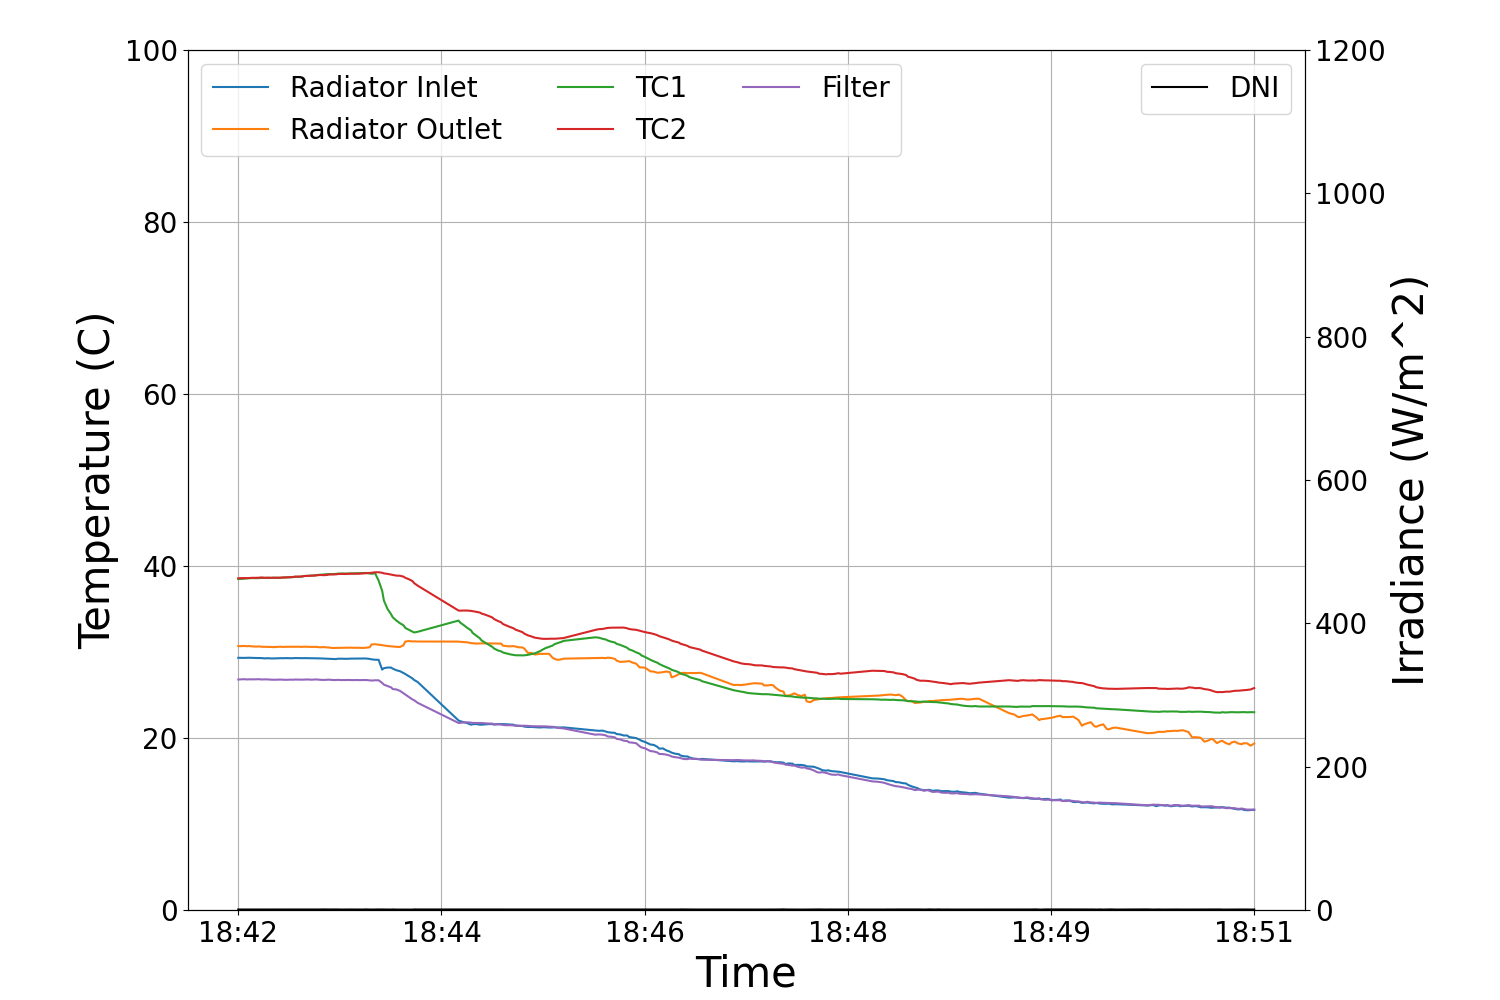 100
80
60
40
20
0
Temperature (C)
Radiator Inlet
Radiator Outlet
TC1
TC2
Filter
DNI
1200
1000
800
600
400
200
0
Irradiance (W/m^2)
18:42 18:44 18:46 18:48 18:49 18:51
Time